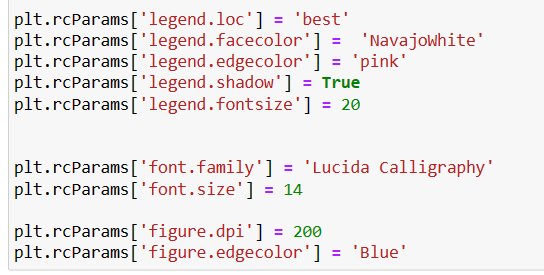 plt.rcParams['legend.loc'] = 'best'
plt.rcParams['legend.facecolor'] =  'NavajoWhite'
plt.rcParams['legend.edgecolor'] = 'pink'
plt.rcParams['legend.shadow'] = True
plt.rcParams['legend.fontsize'] = 20
plt.rcParams['font.family'] = 'Lucida Calligraphy'
plt.rcParams['font.size'] = 14
plt.rcParams['figure.dpi'] = 200
plt.rcParams['figure.edgecolor'] = 'Blue'